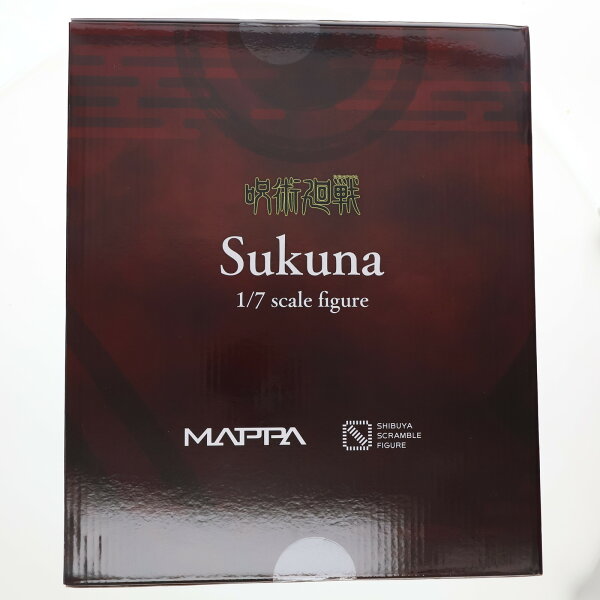 呪術廻戦
Sukuna
1/7 scale figure
MAPPA
SHIBUYA
SCRAMBLE
FIGURE